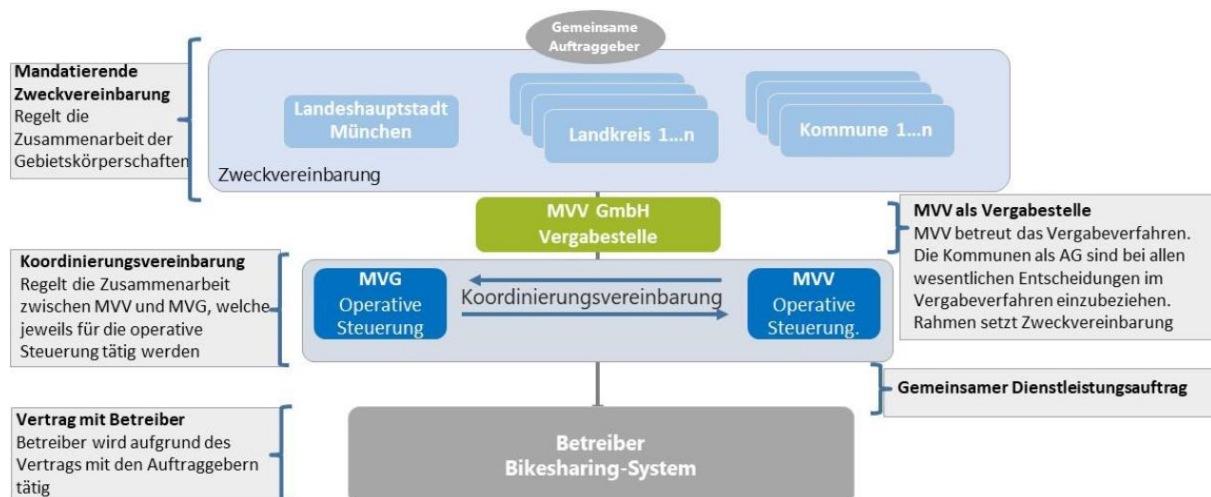 Gemeinsame
Auftraggeber
Mandatierende
Zweckvereinbarung
Regelt die
Zusammenarbeit der
Gebietskörperschaften
Landeshauptstadt
München
Landkreis 1...n
Kommune 1...n
Zweckvereinbarung
MVV GmbH
Vergabestelle
MVV als Vergabestelle
MVV betreut das Vergabeverfahren.
Die Kommunen als AG sind bei allen
wesentlichen Entscheidungen im
Vergabeverfahren einzubeziehen.
Rahmen setzt Zweckvereinbarung
Koordinierungsvereinbarung
Regelt die Zusammenarbeit
zwischen MVV und MVG, welche
jeweils für die operative
Steuerung tätig werden
MVG
Operative
Steuerung
Koordinierungsvereinbarung
MVV
Operative
Steuerung.
Gemeinsamer Dienstleistungsauftrag
Vertrag mit Betreiber
Betreiber wird aufgrund des
Vertrags mit den Auftraggebern
tätig
Betreiber
Bikesharing-System